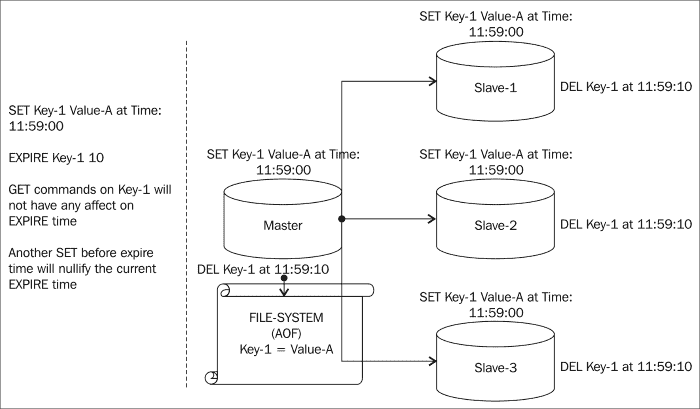 SET Key-1 Value-A at Time:
11:59:00
EXPIRE Key-1 10
GET commands on Key-1 will
not have any affect on
EXPIRE time
Another SET before expire
time will nullify the current
EXPIRE time
SET Key-1 Value-A at Time:
11:59:00
Master
DEL Key-1 at 11:59:10
FILE-SYSTEM
(AOF)
Key-1 = Value-A
SET Key-1 Value-A at Time:
11:59:00
Slave-1
DEL Key-1 at 11:59:10
SET Key-1 Value-A at Time:
11:59:00
Slave-2
DEL Key-1 at 11:59:10
SET Key-1 Value-A at Time:
11:59:00
Slave-3
DEL Key-1 at 11:59:10